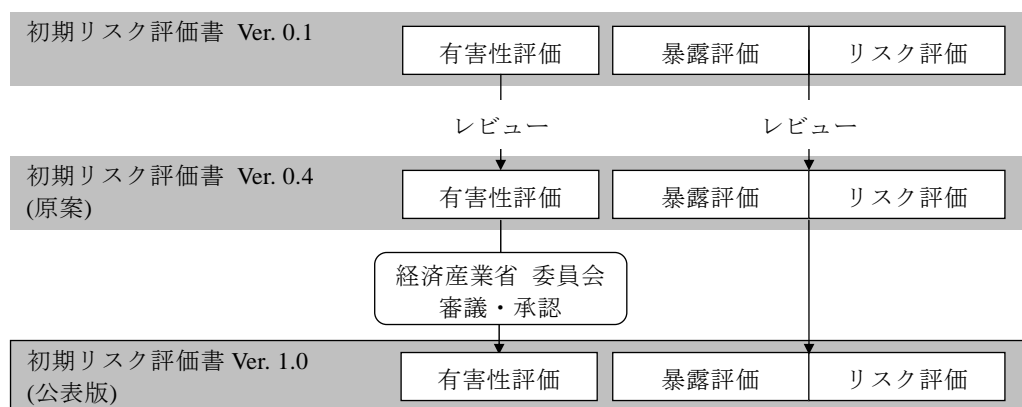 初期リスク評価書 Ver. 0.1
有害性評価
暴露評価
リスク評価
レビュー
レビュー
初期リスク評価書 Ver. 0.4
(原案)
有害性評価
暴露評価
リスク評価
経済産業省 委員会
審議・承認
初期リスク評価書 Ver. 1.0
(公表版)
有害性評価
暴露評価
リスク評価